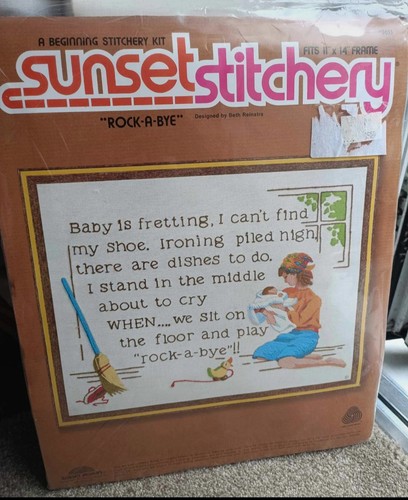 A BEGINNING STITCHERY KIT
FITS 11" x 14" FRAME
sunset stitchery
"ROCK-A-BYE" Designed by Barb Remetra
Baby is fretting, I can't find
my shoe. Ironing piled high,
there are dishes to do.
I stand in the middle
about to cry
WHEN.... we sit on
the floor and play
"rock-a-bye"!!